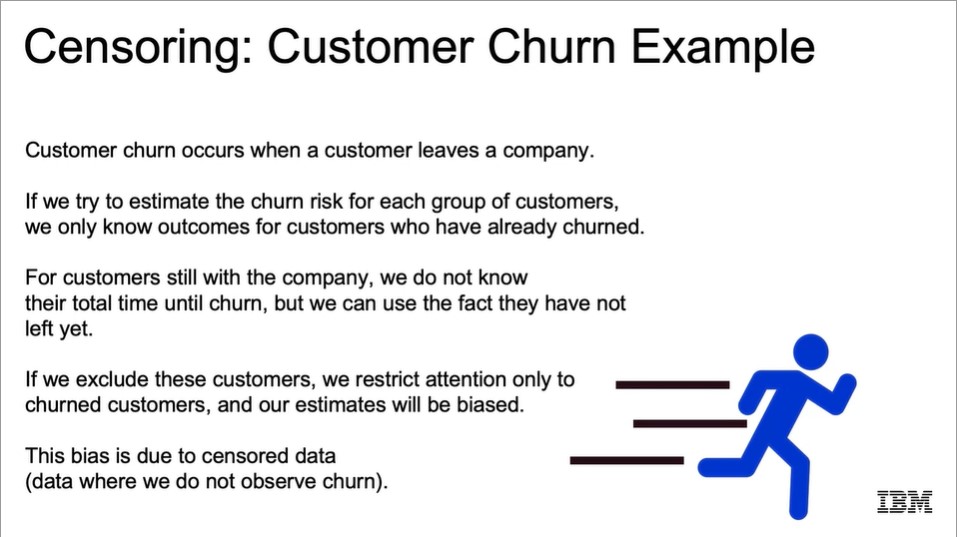 Censoring: Customer Churn Example
Customer churn occurs when a customer leaves a company.
If we try to estimate the churn risk for each group of customers,
we only know outcomes for customers who have already churned.
For customers still with the company, we do not know
their total time until churn, but we can use the fact they have not
left yet.
If we exclude these customers, we restrict attention only to
churned customers, and our estimates will be biased.
This bias is due to censored data
(data where we do not observe churn).
IBM